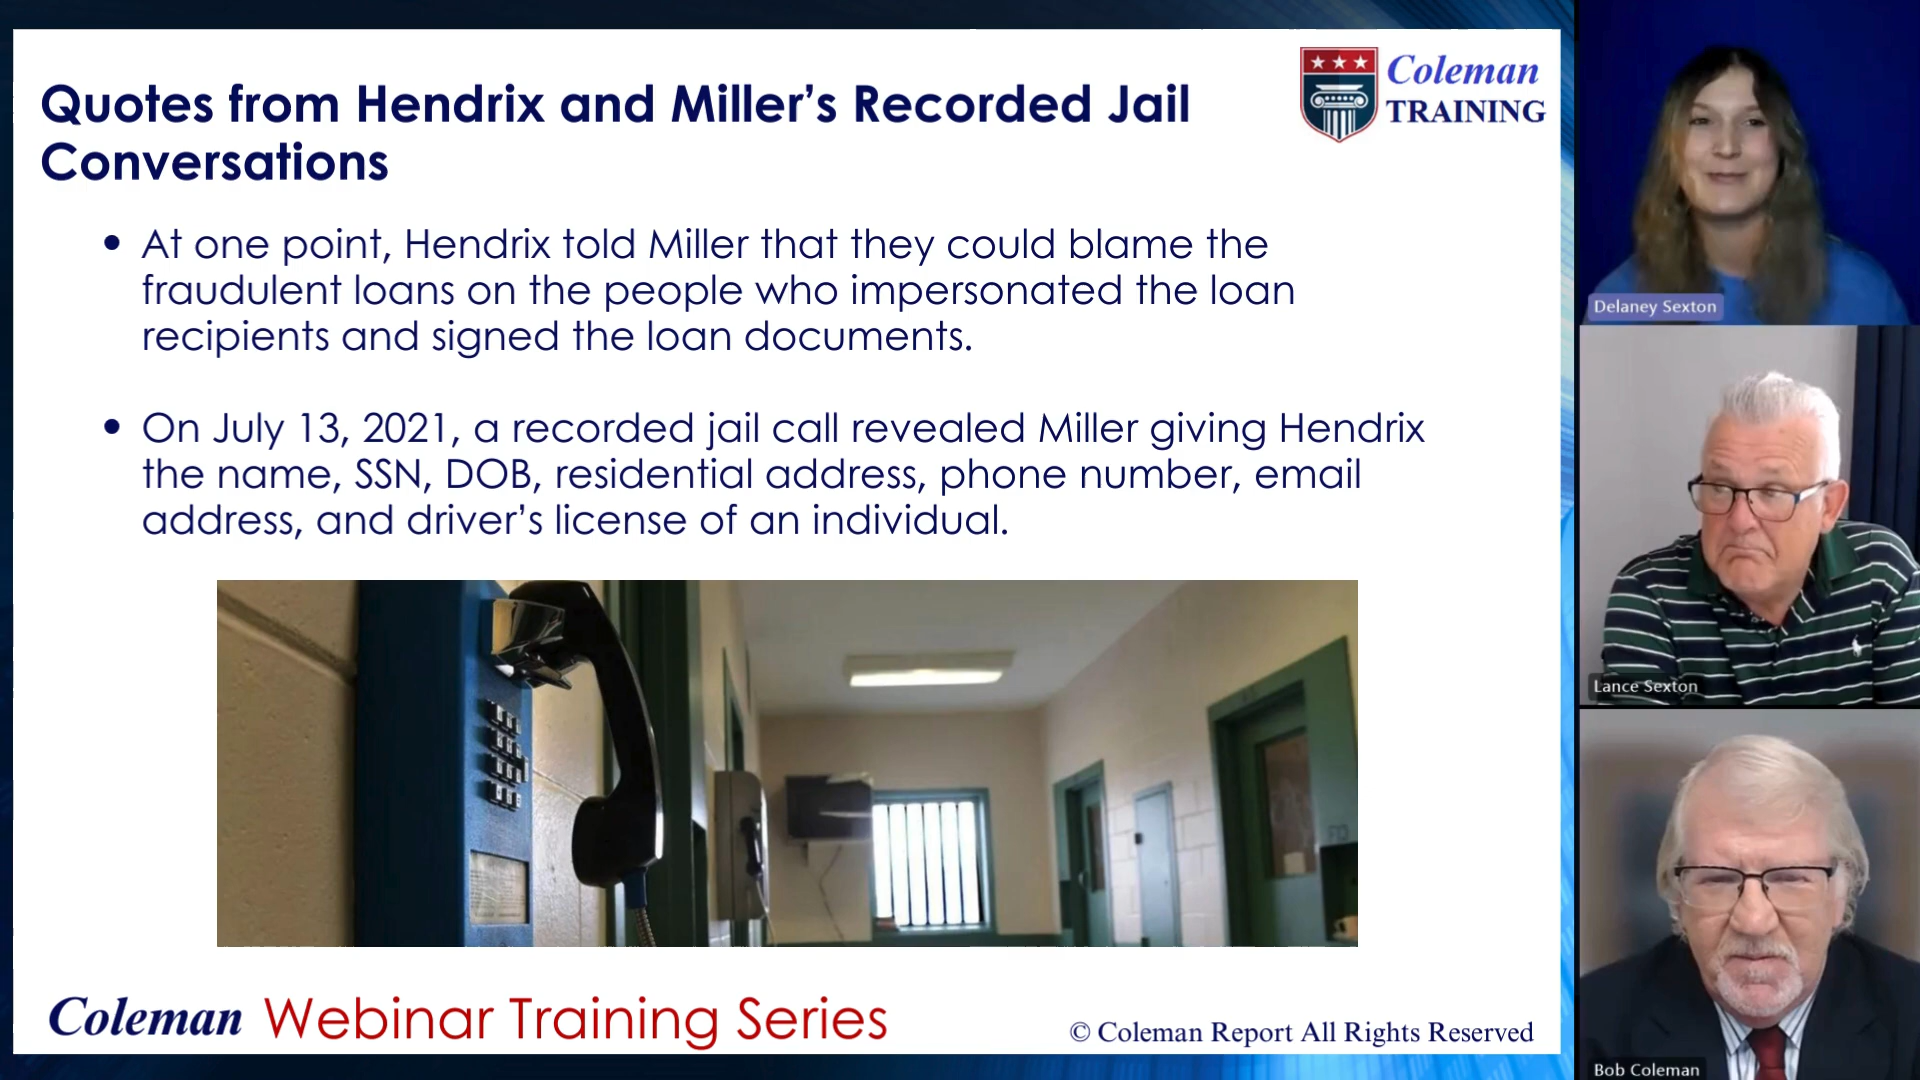 Quotes from Hendrix and Miller’s Recorded Jail
Conversations
Coleman
TRAINING
• At one point, Hendrix told Miller that they could blame the
fraudulent loans on the people who impersonated the loan
recipients and signed the loan documents.
• On July 13, 2021, a recorded jail call revealed Miller giving Hendrix
the name, SSN, DOB, residential address, phone number, email
address, and driver’s license of an individual.
Coleman Webinar Training Series
© Coleman Report All Rights Reserved
Delaney Sexton
Lance Sexton
Bob Coleman